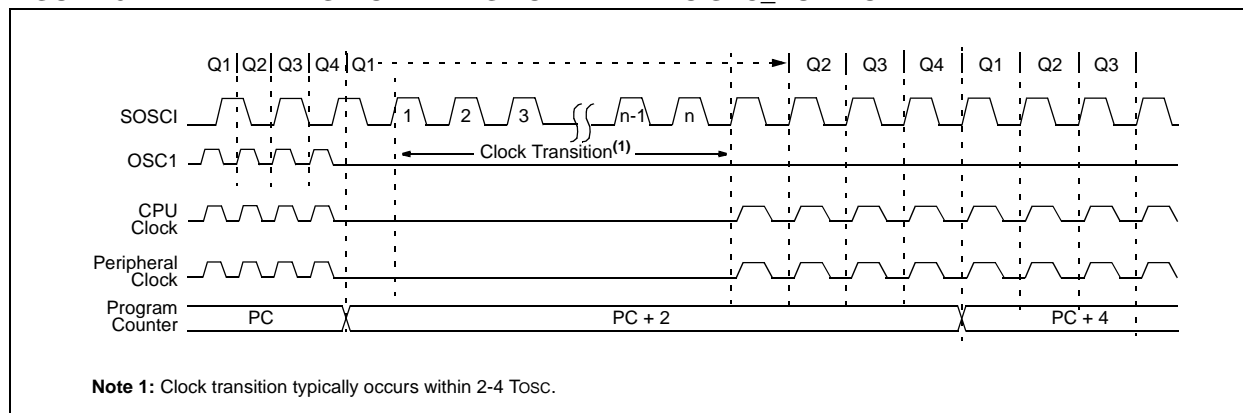 Q1 Q2 Q3 Q4 Q1 Q2 Q3 Q4 Q1 Q2 Q3
SOSCI 1 2 3 n-1 n
OSC1 Clock Transition(1)
CPU
Clock
Peripheral
Clock
Program
Counter
PC PC + 2 PC + 4
Note 1: Clock transition typically occurs within 2-4 TOSC.